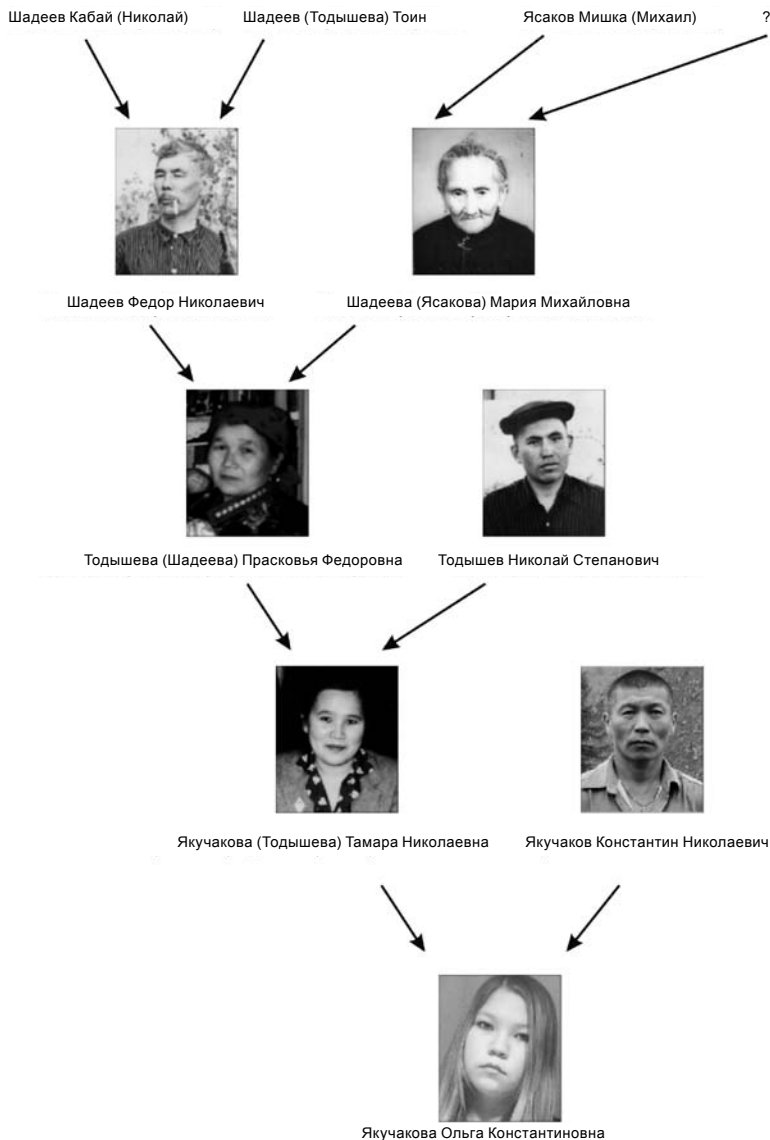 Шадеев Кабай (Николай) Шадеев (Тодышева) Тоин Ясаков Мишка (Михаил) ?
Шадеев Федор Николаевич Шадеева (Ясакова) Мария Михайловна
Тодышева (Шадеева) Прасковья Федоровна Тодышев Николай Степанович
Якучакова (Тодышева) Тамара Николаевна Якучаков Константин Николаевич
Якучакова Ольга Константиновна